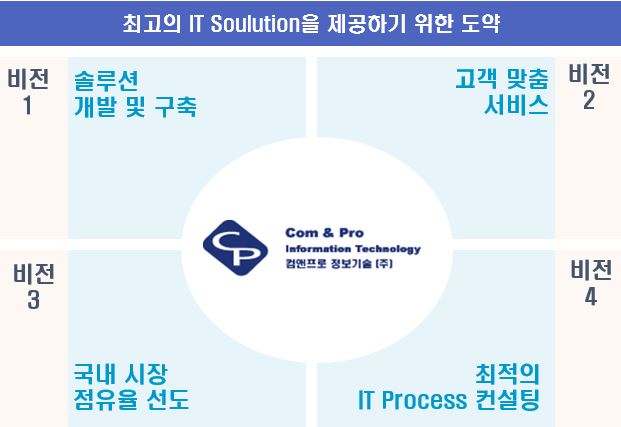 최고의 IT Soulution을 제공하기 위한 도약
비전
1
솔루션
개발 및 구축
고객 맞춤
서비스
비전
2
CP
Com & Pro
Information Technology
컴앤프로 정보기술 (주)
비전
3
국내 시장
점유율 선도
최적의
IT Process 컨설팅
비전
4